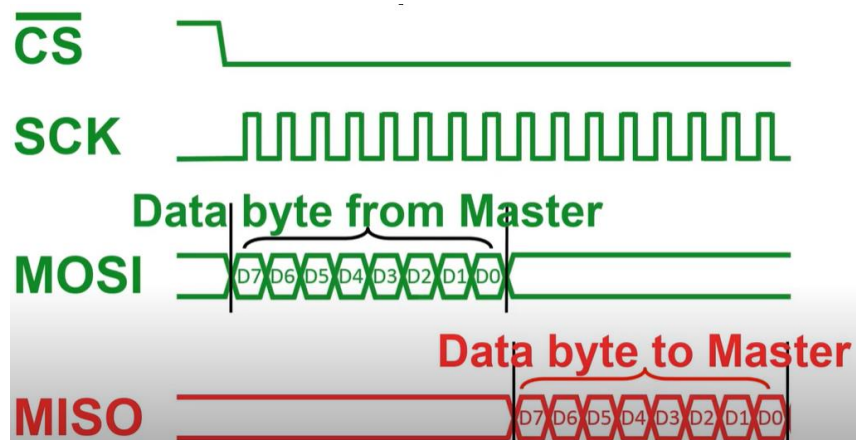 CS
SCK
Data byte from Master
MOSI
D7 D6 D5 D4 D3 D2 D1 D0
Data byte to Master
MISO
D7 D6 D5 D4 D3 D2 D1 D0